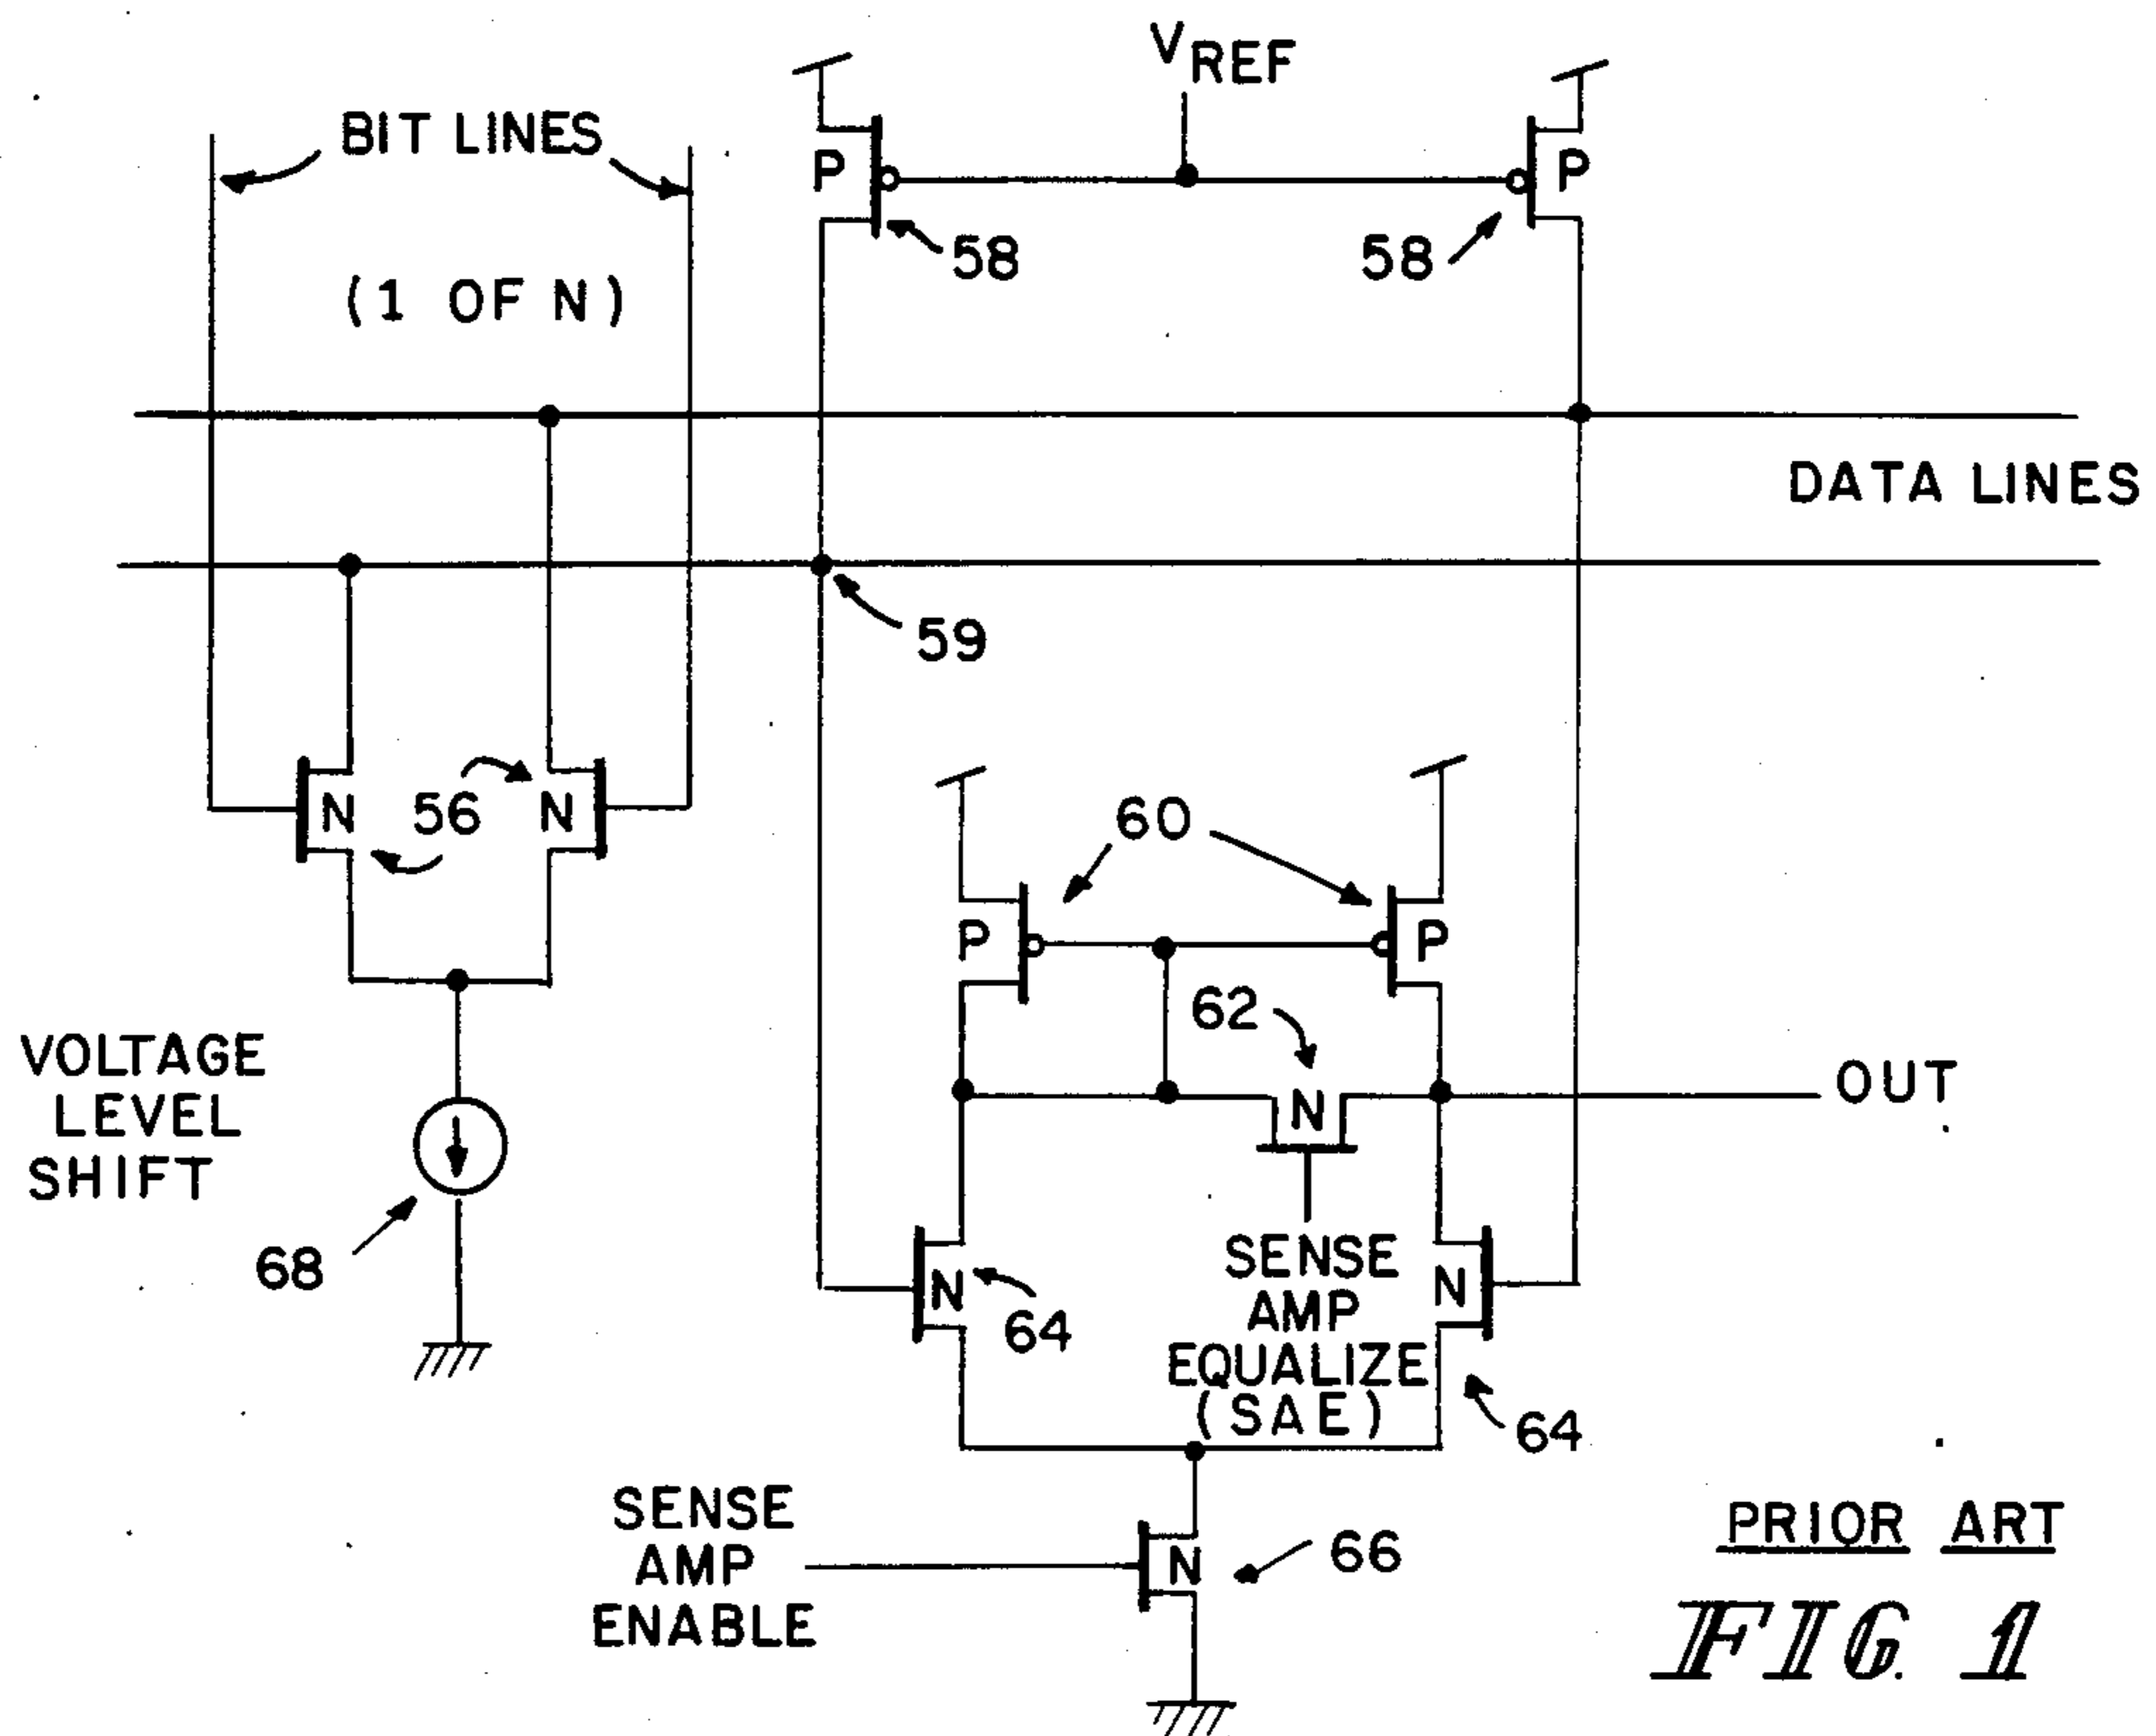 V REF
BIT LINES
P
P
58
58
(1 OF N)
DATA LINES
59
N
56
N
60
P
P
62
VOLTAGE
LEVEL
SHIFT
N
OUT
68
N
64
SENSE
AMP
EQUALIZE
(SAE)
N
64
SENSE
AMP
ENABLE
N
66
PRIOR ART
FIG. 1